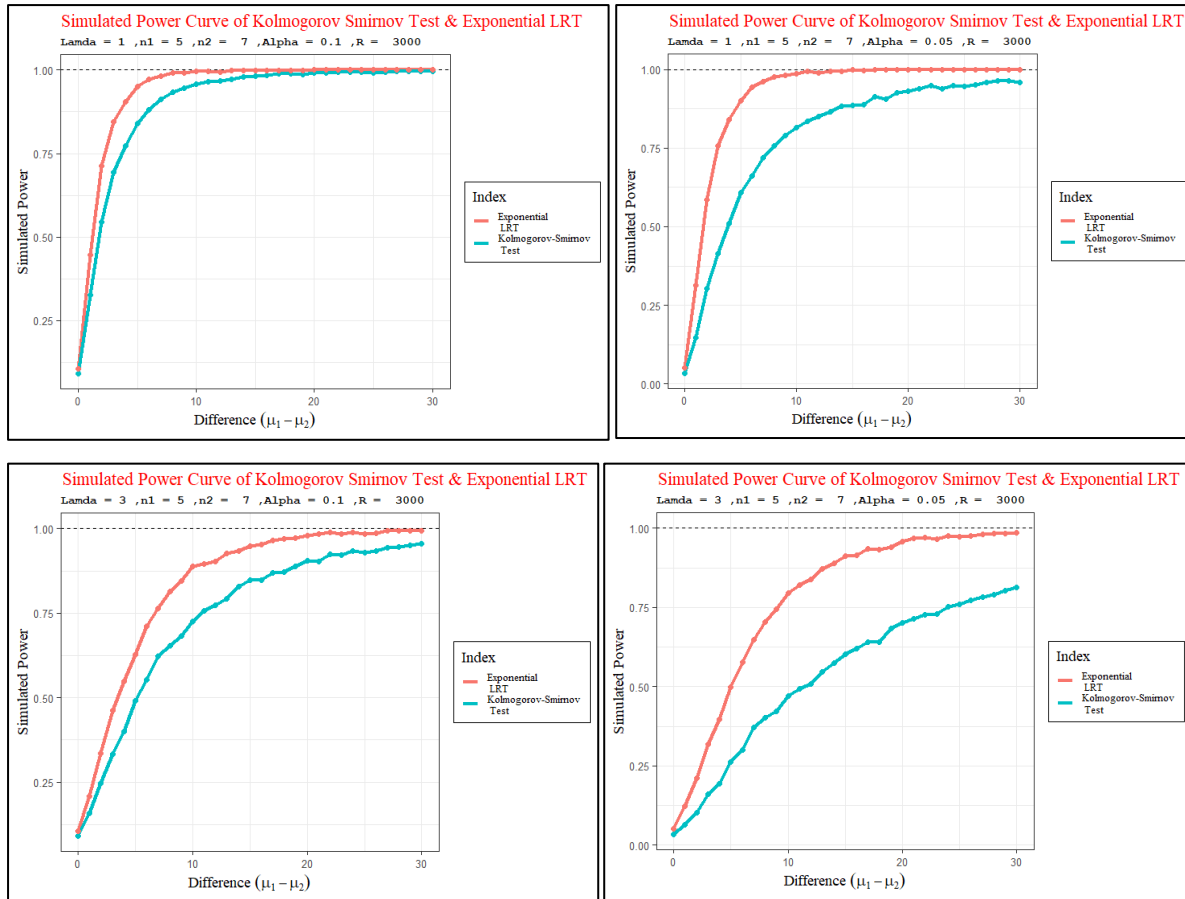 Simulated Power Curve of Kolmogorov Smirnov Test & Exponential LRT
Lamda = 1 ,n1 = 5 ,n2 = 7 ,Alpha = 0.1 ,R = 3000
1.00
0.75
0.50
0.25
Simulated Power
0
10
20
30
Difference (μ1 − μ2)
Index
Exponential
LRT
Kolmogorov-Smirnov
Test
Simulated Power Curve of Kolmogorov Smirnov Test & Exponential LRT
Lamda = 1 ,n1 = 5 ,n2 = 7 ,Alpha = 0.05 ,R = 3000
1.00
0.75
0.50
0.25
0.00
Simulated Power
0
10
20
30
Difference (μ1 − μ2)
Index
Exponential
LRT
Kolmogorov-Smirnov
Test
Simulated Power Curve of Kolmogorov Smirnov Test & Exponential LRT
Lamda = 3 ,n1 = 5 ,n2 = 7 ,Alpha = 0.1 ,R = 3000
1.00
0.75
0.50
0.25
Simulated Power
0
10
20
30
Difference (μ1 − μ2)
Index
Exponential
LRT
Kolmogorov-Smirnov
Test
Simulated Power Curve of Kolmogorov Smirnov Test & Exponential LRT
Lamda = 3 ,n1 = 5 ,n2 = 7 ,Alpha = 0.05 ,R = 3000
1.00
0.75
0.50
0.25
0.00
Simulated Power
0
10
20
30
Difference (μ1 − μ2)
Index
Exponential
LRT
Kolmogorov-Smirnov
Test